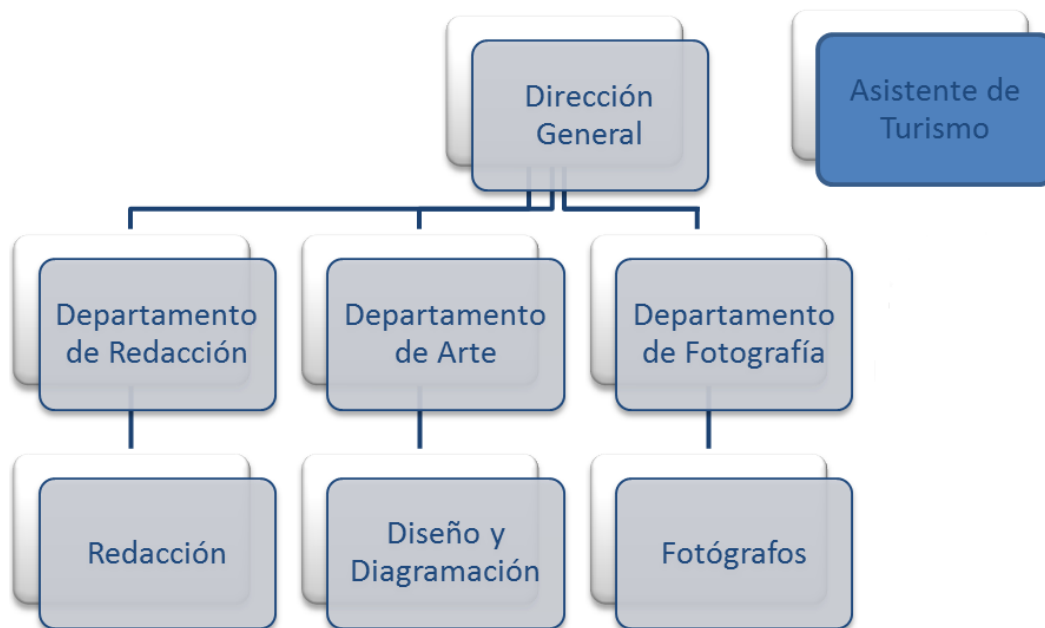 Dirección
General
Asistente de
Turismo
Departamento
de Redacción
Departamento
de Arte
Departamento
de Fotografía
Redacción
Diseño y
Diagramación
Fotógrafos